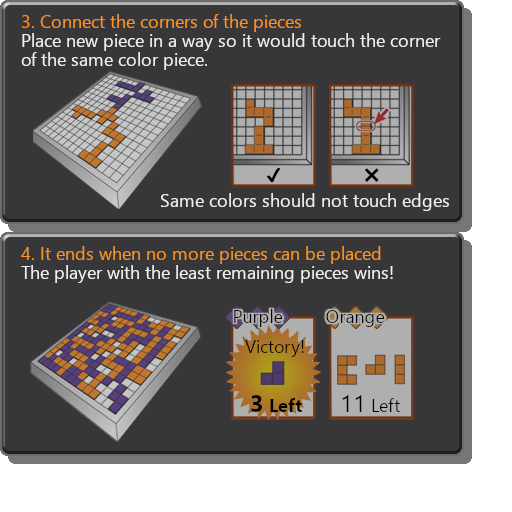 3. Connect the corners of the pieces
Place new piece in a way so it would touch the corner
of the same color piece.
Same colors should not touch edges
4. It ends when no more pieces can be placed
The player with the least remaining pieces wins!
Purple
Orange
Victory!
3 Left
11 Left